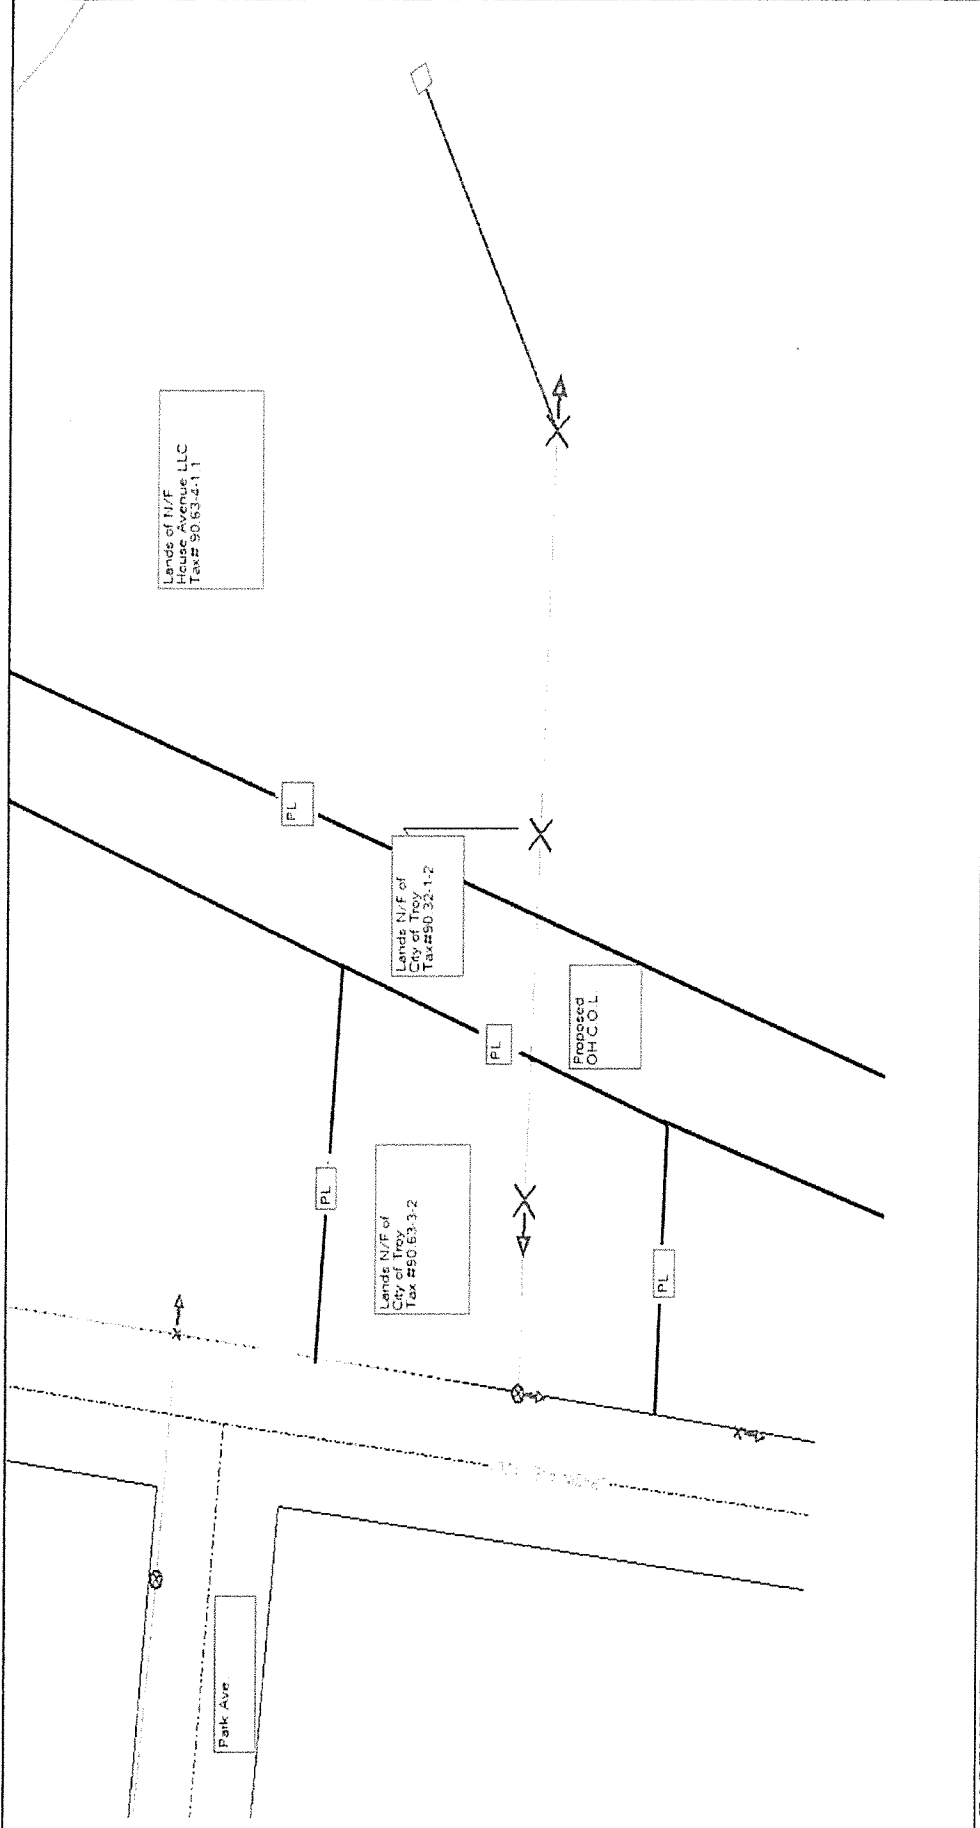 Lands of N/F
House Avenue LLC
Tax# 90.63-4-1.1
PL
Lands N/F of
City of Troy
Tax#90.32-1-2
PL
Proposed
OH C.O.L.
PL
Lands N/F of
City of Troy
Tax #90.63-3-2
PL
Park Ave